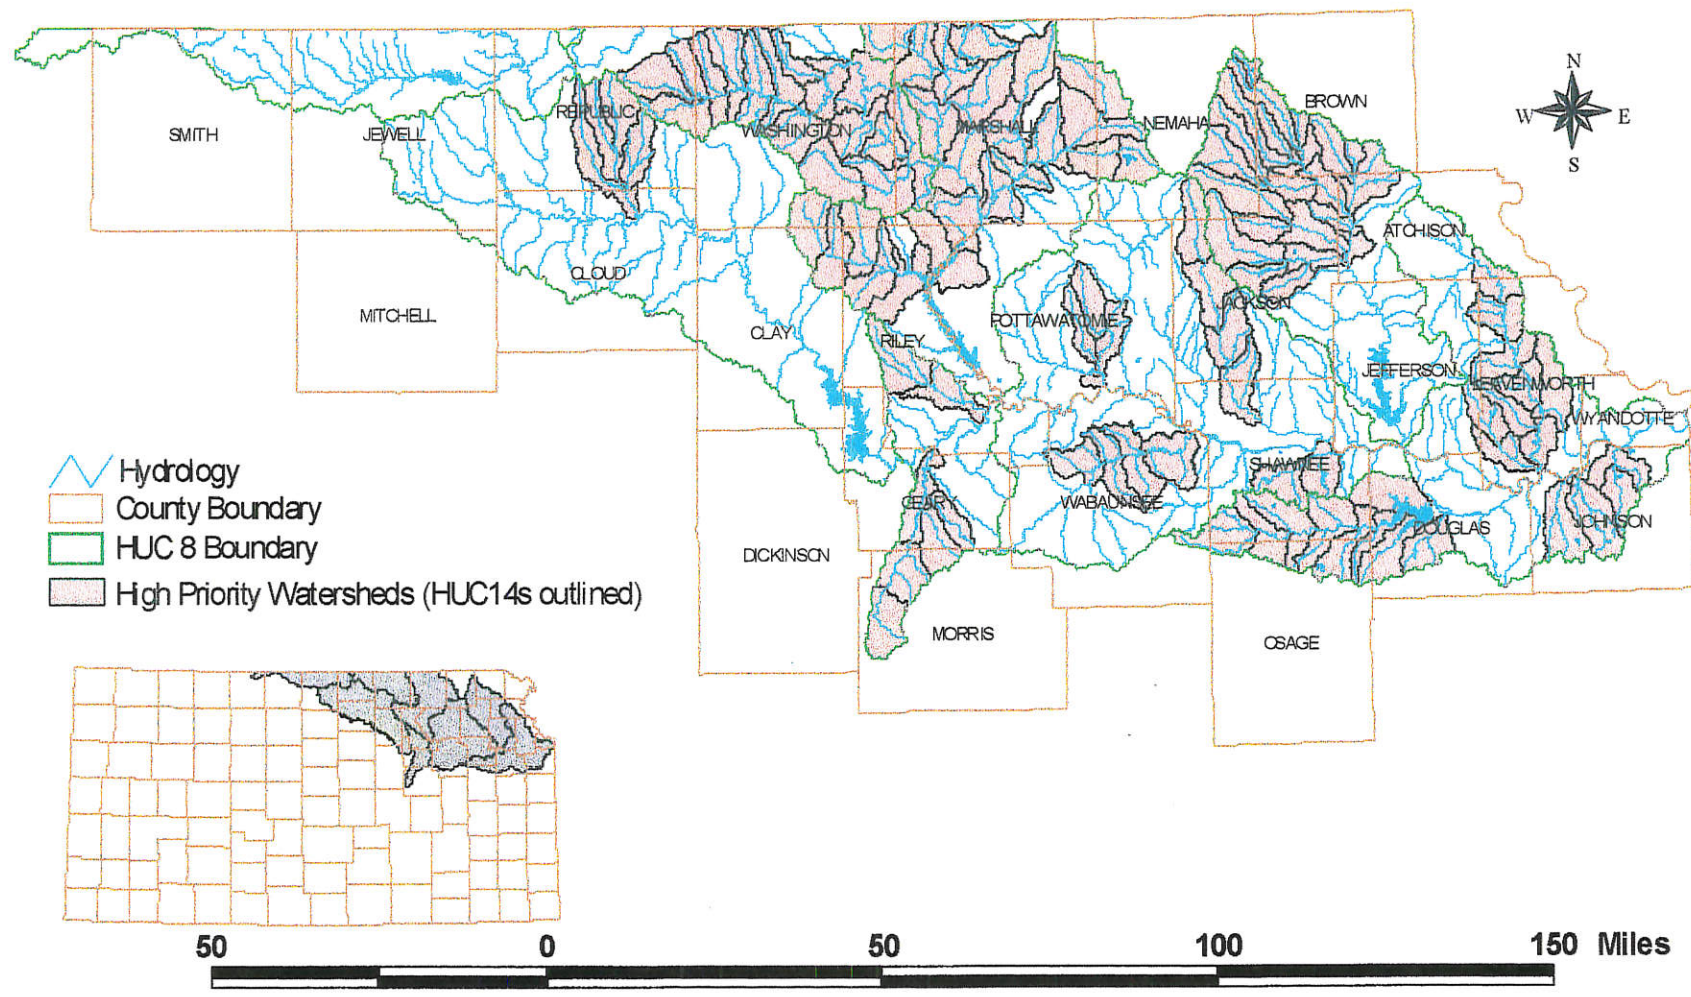 N
W E
S
BROWN
REPUBLIC
SMITH
JEWELL
WASHINGTON
MARSHALL
NEMAHA
ATCHISON
CLOUD
MITCHELL
CLAY
RILEY
POTTAWATOMIE
JACKSON
JEFFERSON
LEAVENWORTH
WYANDOTTE
SHAWNEE
GEARY
WABAUNSEE
DOUGLAS
JOHNSON
DICKINSON
MORRIS
OSAGE
Hydrology
County Boundary
HUC 8 Boundary
High Priority Watersheds (HUC14s outlined)
50 0 50 100 150 Miles